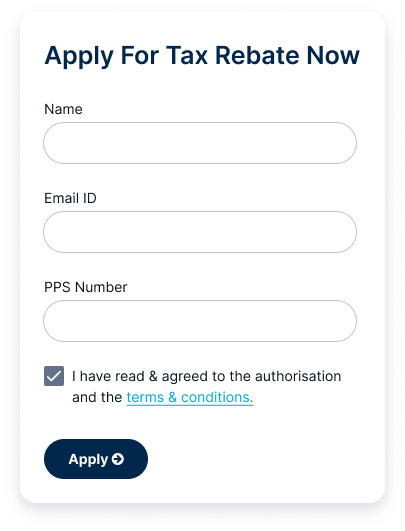 Apply For Tax Rebate Now
Name
Email ID
PPS Number
I have read & agreed to the authorisation
and the terms & conditions.
Apply